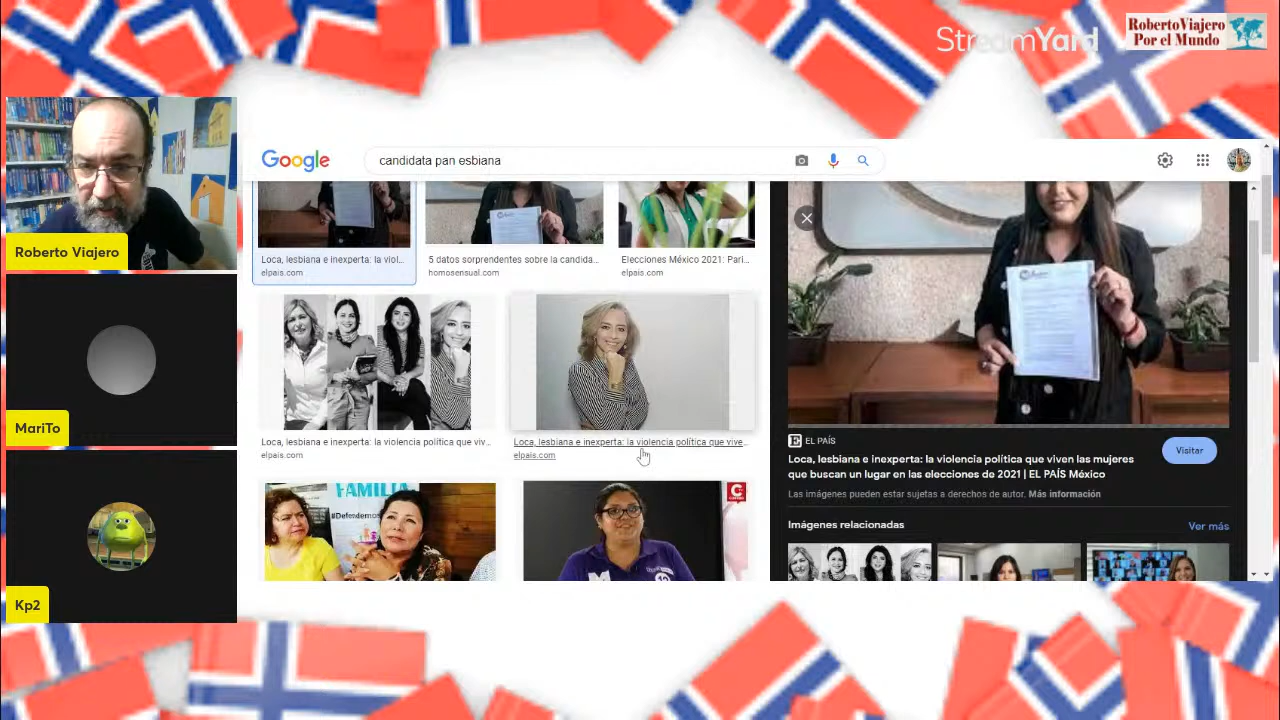 StreamYard
RobertoViajero
Por el Mundo
Google
candidata pan esbiana
Roberto Viajero
MariTo
Kp2
Loca, lesbiana e inexperta: la viol...
elpais.com
5 datos sorprendentes sobre la candida...
homosensual.com
Elecciones México 2021: Pari...
elpais.com
Loca, lesbiana e inexperta: la violencia política que viv...
elpais.com
Loca, lesbiana e inexperta: la violencia política que vive...
elpais.com
FAMILIA
#Defendemos
EL PAÍS
Loca, lesbiana e inexperta: la violencia política que viven las mujeres
que buscan un lugar en las elecciones de 2021 | EL PAÍS México
Visitar
Las imágenes pueden estar sujetas a derechos de autor. Más información
Imágenes relacionadas
Ver más